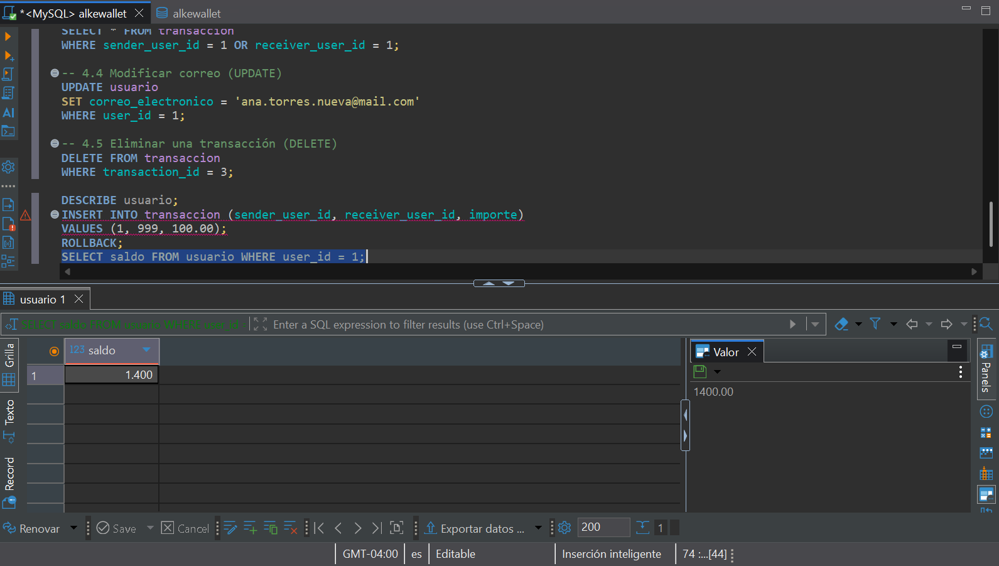 *<MySQL> alkewallet
alkewallet
SELECT * FROM transaccion
WHERE sender_user_id = 1 OR receiver_user_id = 1;
-- 4.4 Modificar correo (UPDATE)
UPDATE usuario
SET correo_electronico = 'ana.torres.nueva@mail.com'
WHERE user_id = 1;
-- 4.5 Eliminar una transacción (DELETE)
DELETE FROM transaccion
WHERE transaction_id = 3;
DESCRIBE usuario;
INSERT INTO transaccion (sender_user_id, receiver_user_id, importe)
VALUES (1, 999, 100.00);
ROLLBACK;
SELECT saldo FROM usuario WHERE user_id = 1;
AI
usuario 1
SELECT saldo FROM usuario WHERE user_id
Enter a SQL expression to filter results (use Ctrl+Space)
Grilla
Texto
Record
123 saldo
1
1.400
Valor
1400.00
Panels
Renovar
Save
Cancel
Exportar datos ...
200
1
GMT-04:00
es
Editable
Inserción inteligente
74 :...[44]